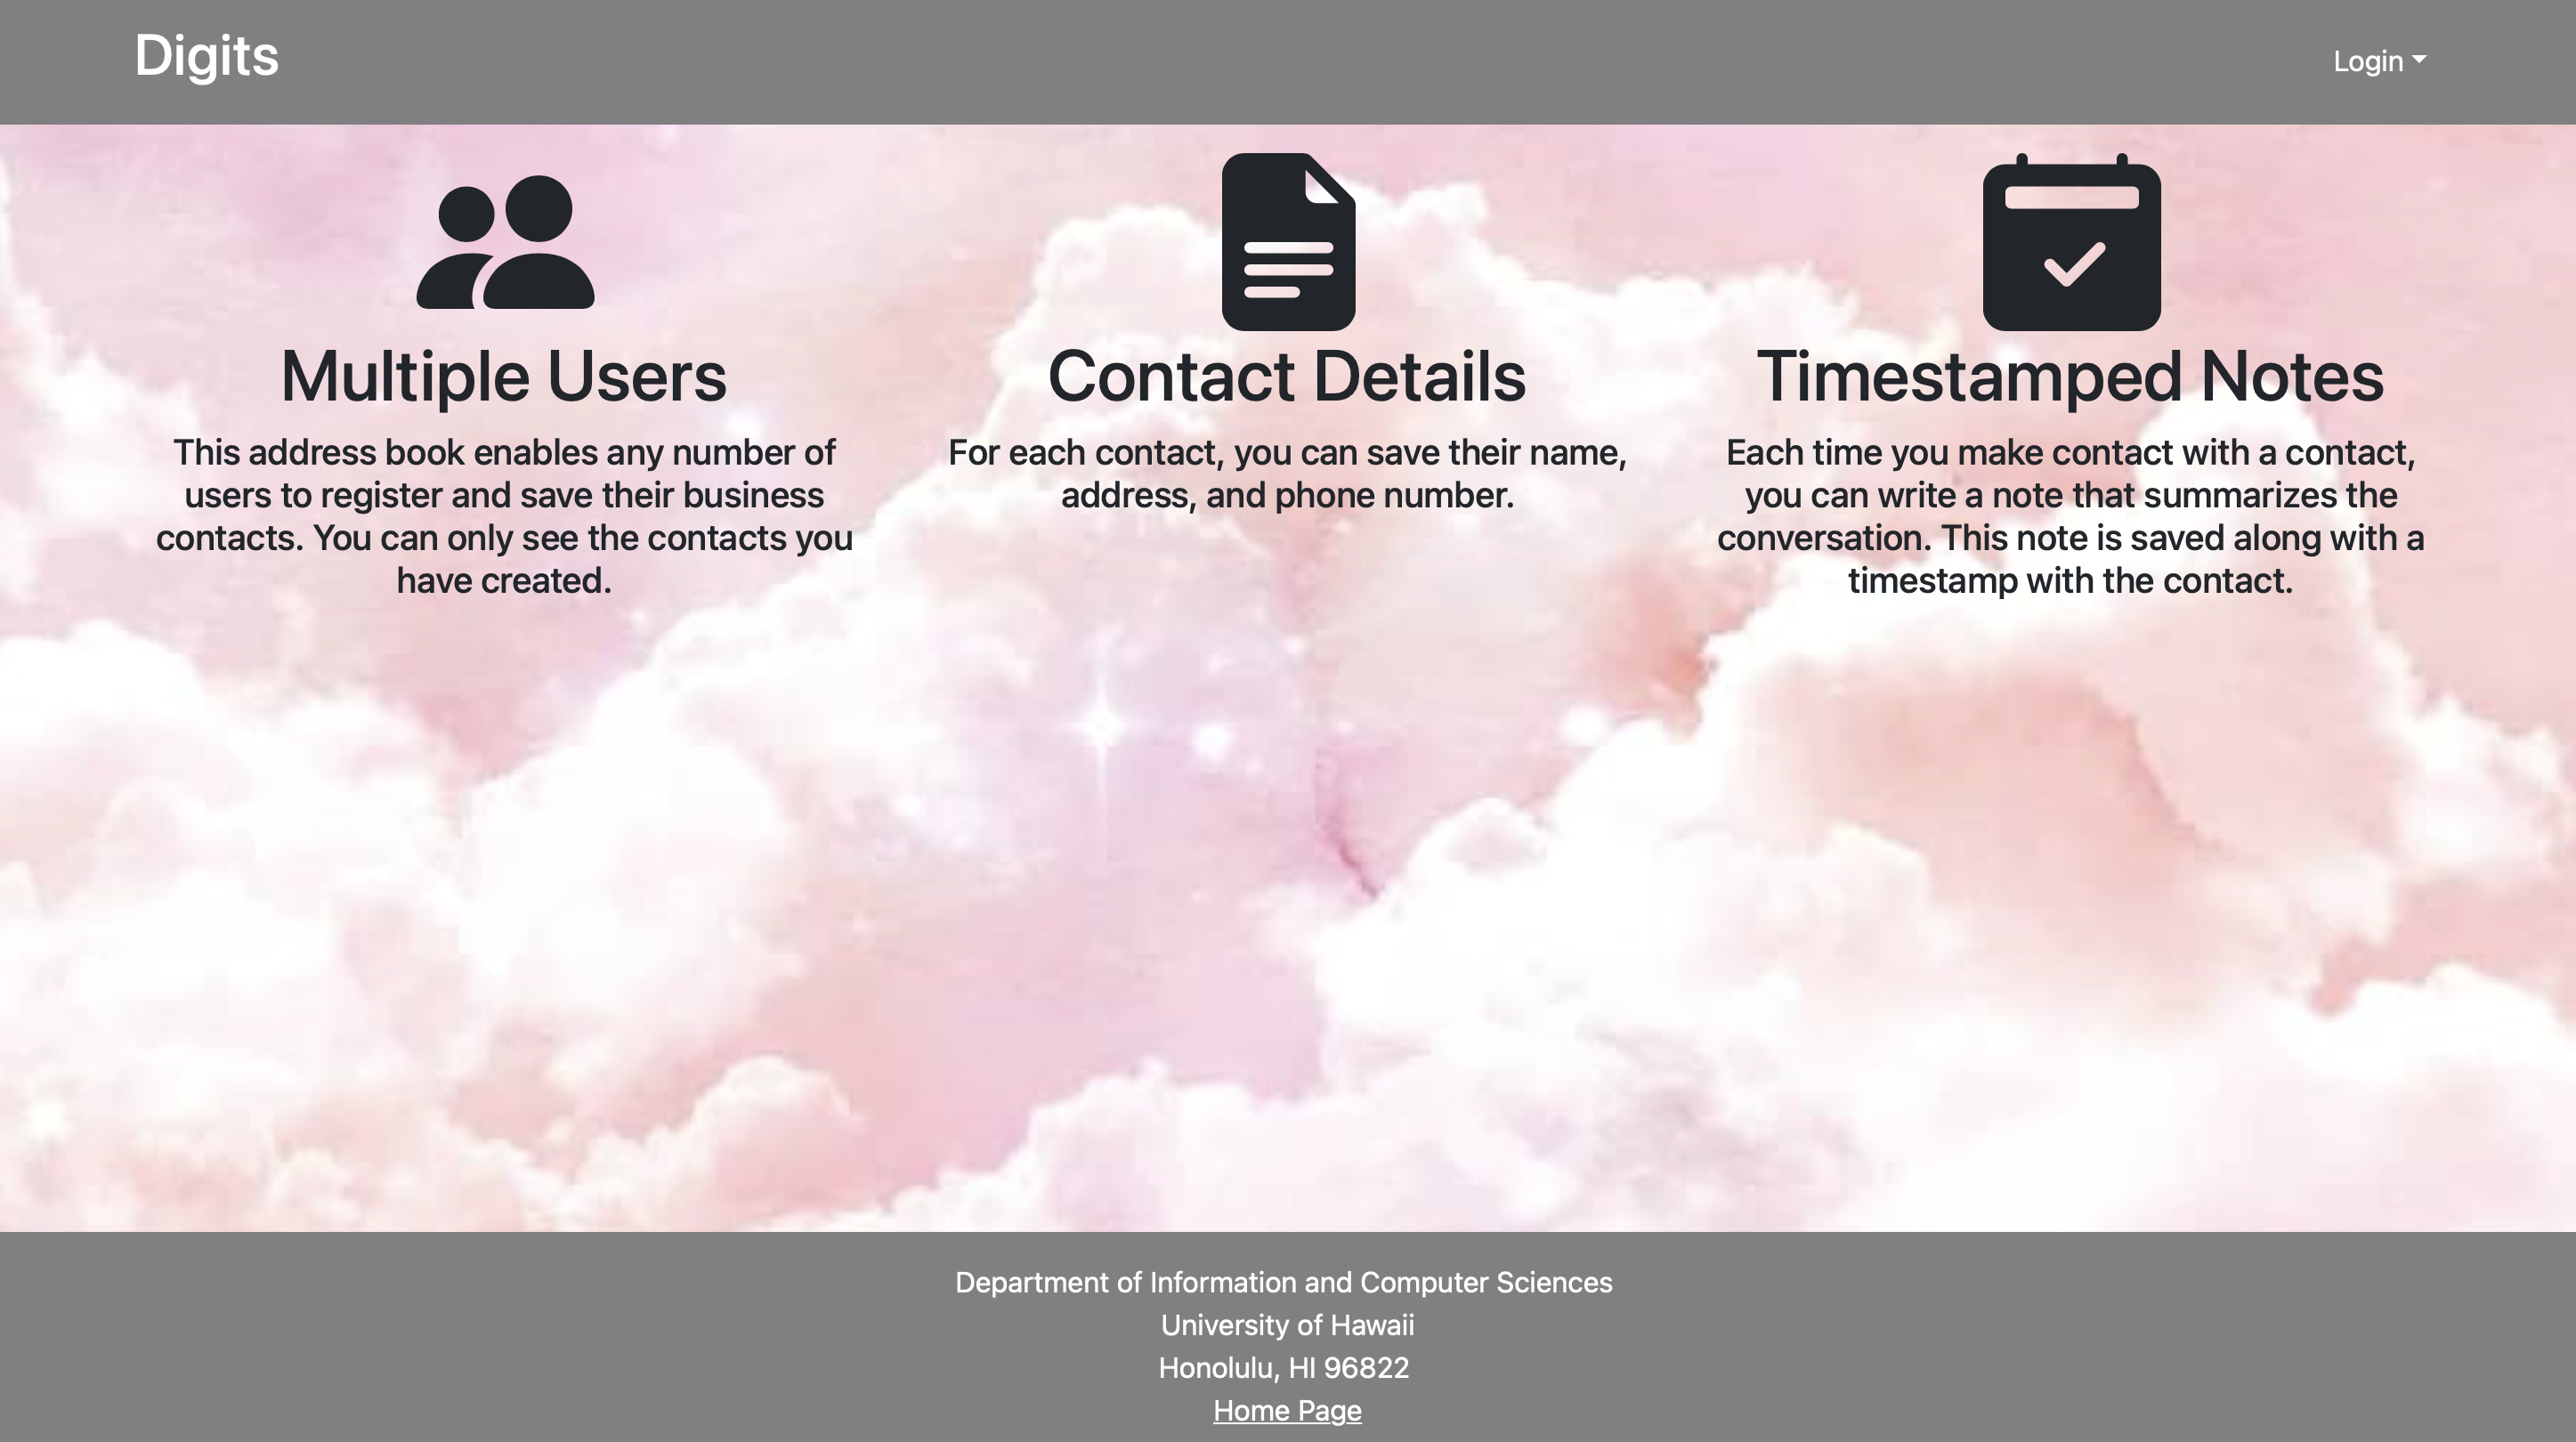 Digits
Login
Multiple Users
This address book enables any number of
users to register and save their business
contacts. You can only see the contacts you
have created.
Contact Details
For each contact, you can save their name,
address, and phone number.
Timestamped Notes
Each time you make contact with a contact,
you can write a note that summarizes the
conversation. This note is saved along with a
timestamp with the contact.
Department of Information and Computer Sciences
University of Hawaii
Honolulu, HI 96822
Home Page